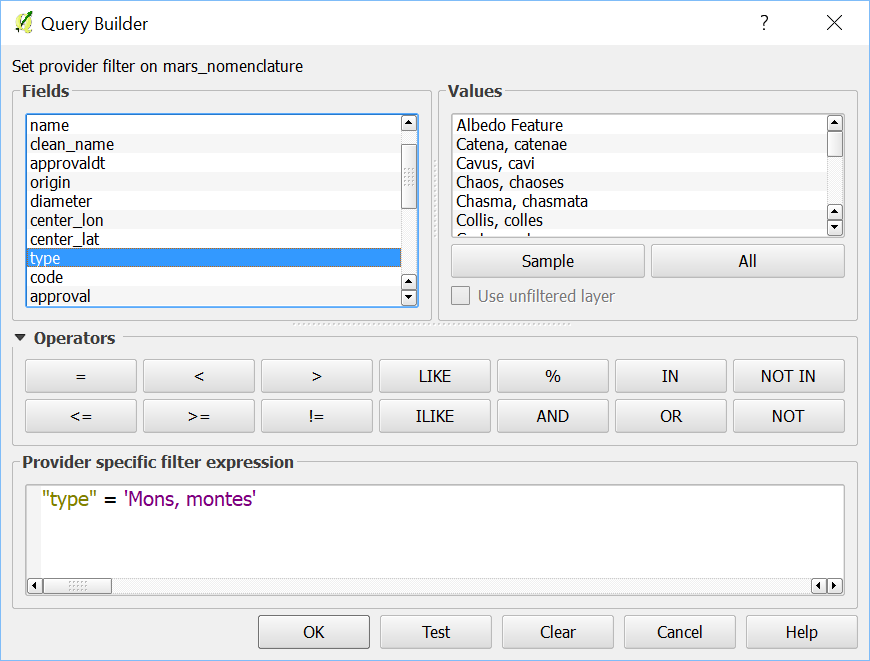 Query Builder
?
Set provider filter on mars_nomenclature
Fields
name
clean_name
approvaldt
origin
diameter
center_lon
center_lat
type
code
approval
Values
Albedo Feature
Catena, catenae
Cavus, cavi
Chaos, chaoses
Chasma, chasmata
Collis, colles
Sample All
Use unfiltered layer
Operators
= < > LIKE % IN NOT IN
<= >= != ILIKE AND OR NOT
Provider specific filter expression
"type" = 'Mons, montes'
OK Test Clear Cancel Help